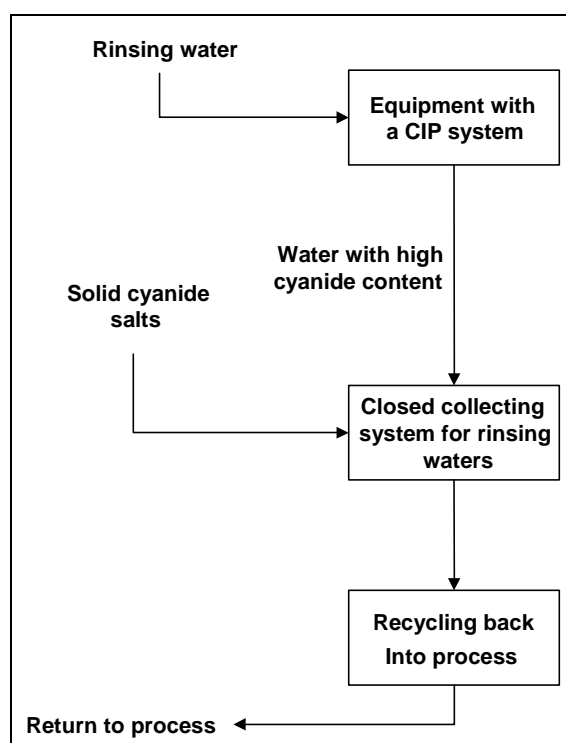 Rinsing water
Equipment with
a CIP system
Water with high
cyanide content
Solid cyanide
salts
Closed collecting
system for rinsing
waters
Recycling back
Into process
Return to process